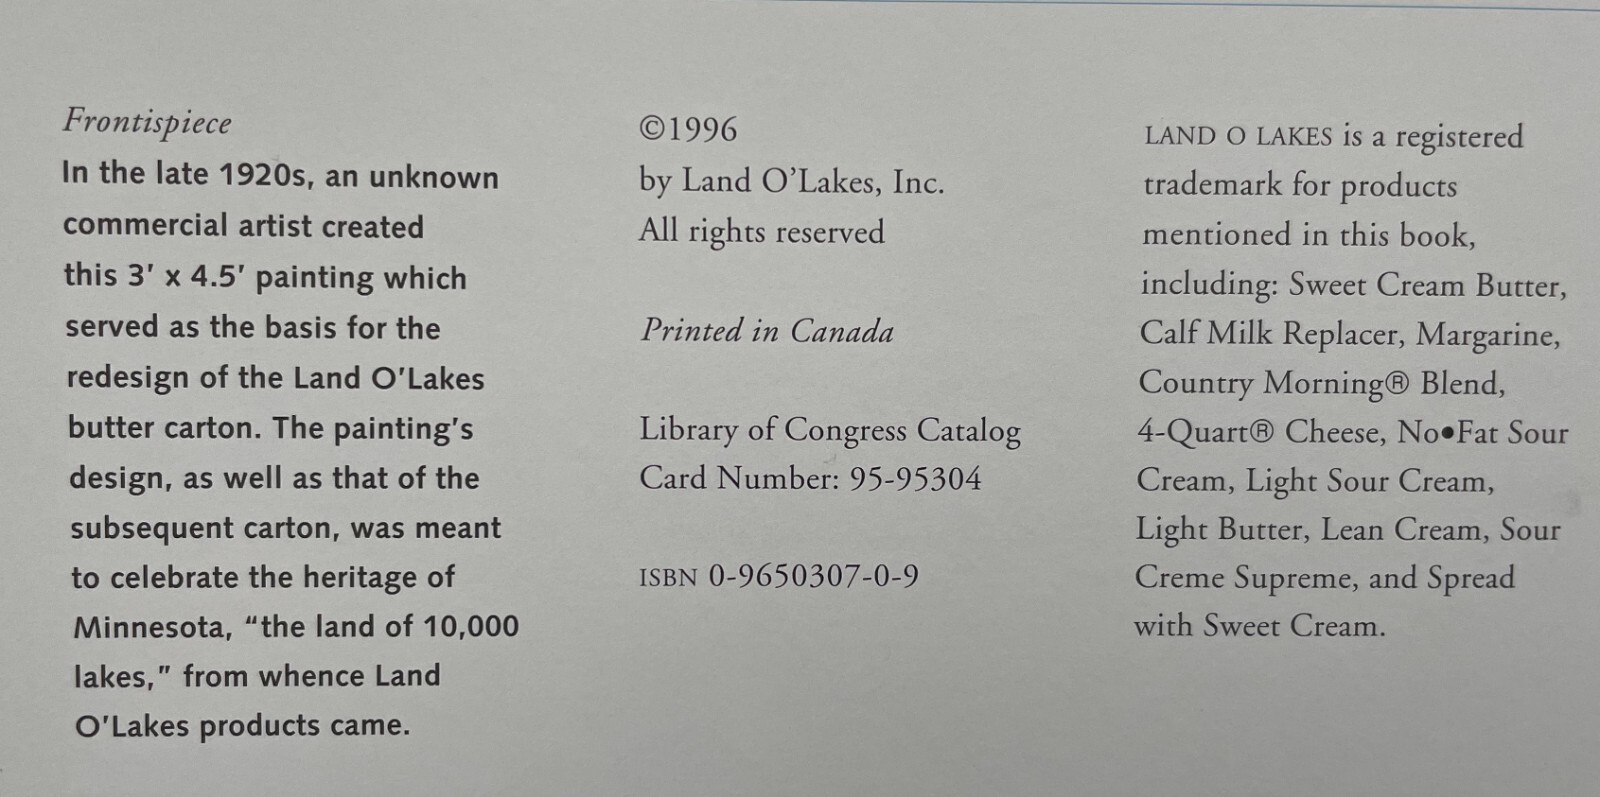 Frontispiece
In the late 1920s, an unknown
commercial artist created
this 3' x 4.5' painting which
served as the basis for the
redesign of the Land O'Lakes
butter carton. The painting's
design, as well as that of the
subsequent carton, was meant
to celebrate the heritage of
Minnesota, "the land of 10,000
lakes," from whence Land
O'Lakes products came.
©1996
by Land O'Lakes, Inc.
All rights reserved
Printed in Canada
Library of Congress Catalog
Card Number: 95-95304
ISBN 0-9650307-0-9
LAND O LAKES is a registered
trademark for products
mentioned in this book,
including: Sweet Cream Butter,
Calf Milk Replacer, Margarine,
Country Morning® Blend,
4-Quart® Cheese, No•Fat Sour
Cream, Light Sour Cream,
Light Butter, Lean Cream, Sour
Creme Supreme, and Spread
with Sweet Cream.